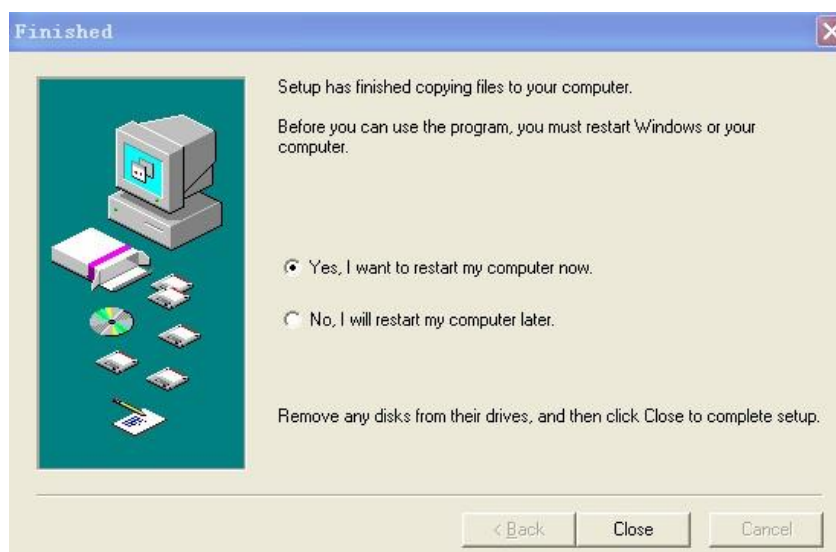 Finished
Setup has finished copying files to your computer.
Before you can use the program, you must restart Windows or your
computer.
Yes, I want to restart my computer now.
No, I will restart my computer later.
Remove any disks from their drives, and then click Close to complete setup.
< Back Close Cancel